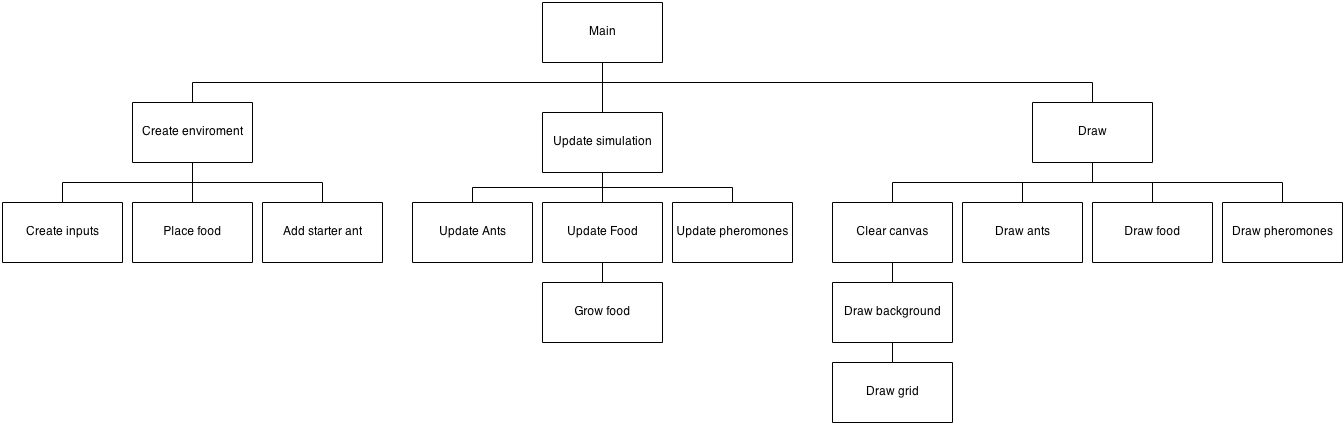 Main
Create enviroment
Update simulation
Draw
Create inputs
Place food
Add starter ant
Update Ants
Update Food
Update pheromones
Clear canvas
Draw ants
Draw food
Draw pheromones
Grow food
Draw background
Draw grid